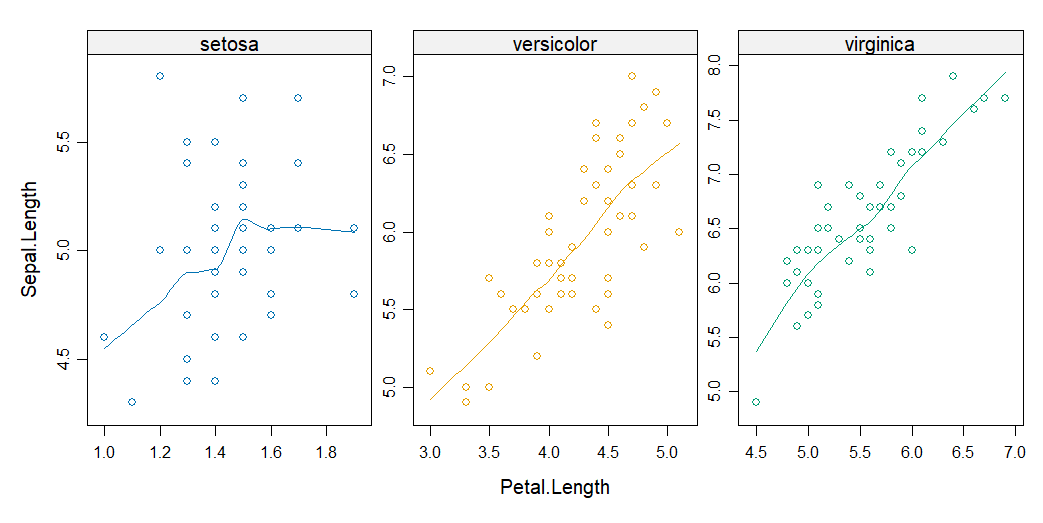 setosa
versicolor
virginica
Sepal.Length
4.5 5.0 5.5
5.0 5.5 6.0 6.5 7.0
5.0 5.5 6.0 6.5 7.0 7.5 8.0
1.0 1.2 1.4 1.6 1.8
3.0 3.5 4.0 4.5 5.0
4.5 5.0 5.5 6.0 6.5 7.0
Petal.Length